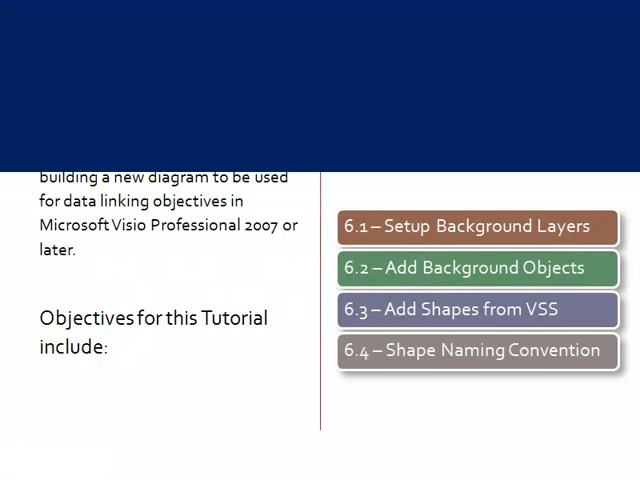 building a new diagram to be used
for data linking objectives in
Microsoft Visio Professional 2007 or
later.
Objectives for this Tutorial
include:
6.1 – Setup Background Layers
6.2 – Add Background Objects
6.3 – Add Shapes from VSS
6.4 – Shape Naming Convention